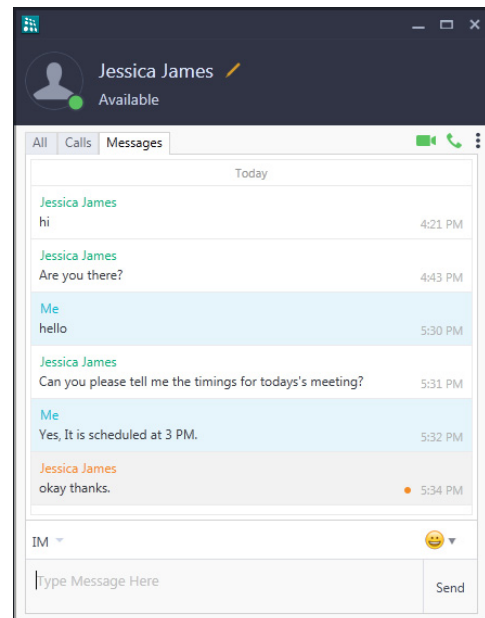 Jessica James
Available
All Calls Messages
Today
Jessica James
hi
4:21 PM
Jessica James
Are you there?
4:43 PM
Me
hello
5:30 PM
Jessica James
Can you please tell me the timings for todays's meeting?
5:31 PM
Me
Yes, It is scheduled at 3 PM.
5:32 PM
Jessica James
okay thanks.
5:34 PM
IM
Type Message Here
Send